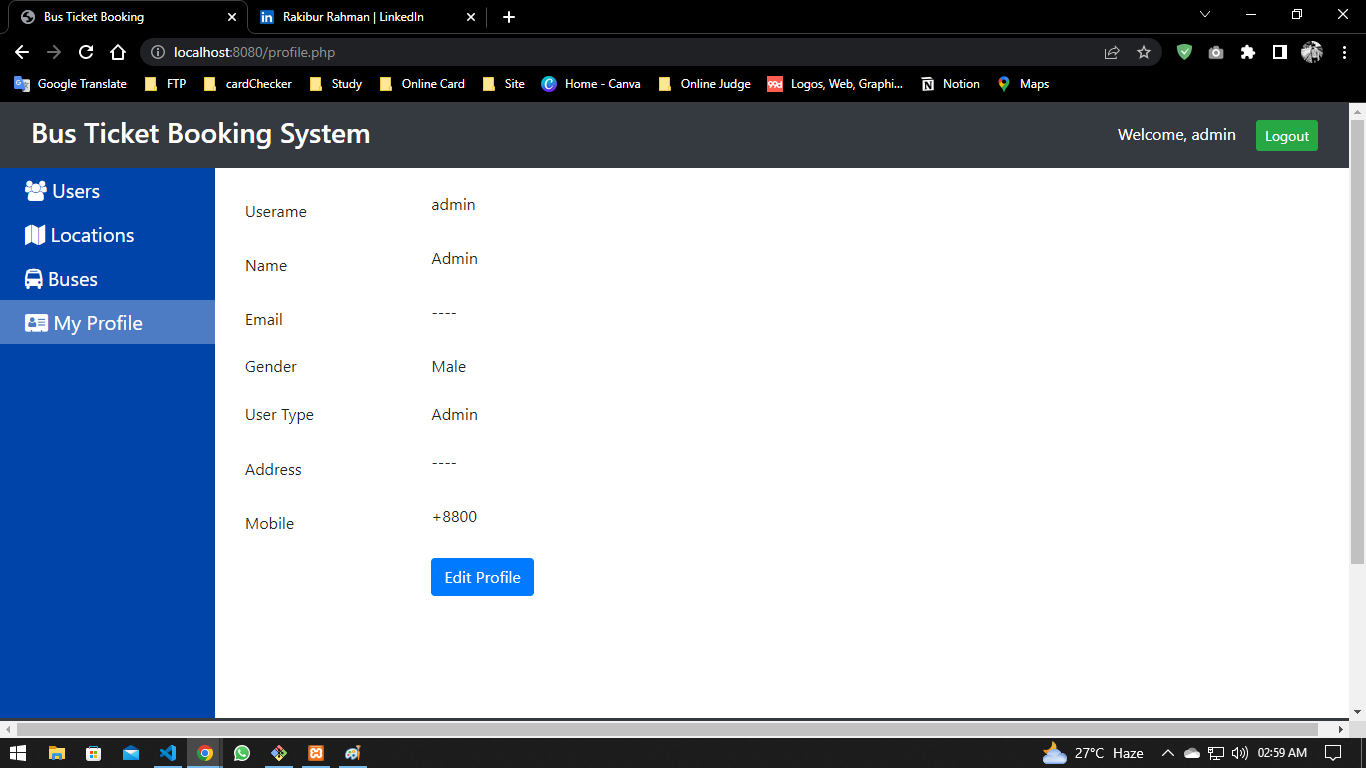 Bus Ticket Booking
Rakibur Rahman | LinkedIn
localhost:8080/profile.php
Google Translate FTP cardChecker Study Online Card Site Home - Canva Online Judge Logos, Web, Graphi... Notion Maps
Bus Ticket Booking System
Welcome, admin Logout
Users
Locations
Buses
My Profile
Userame admin
Name Admin
Email ----
Gender Male
User Type Admin
Address ----
Mobile +8800
Edit Profile
27°C Haze 02:59 AM